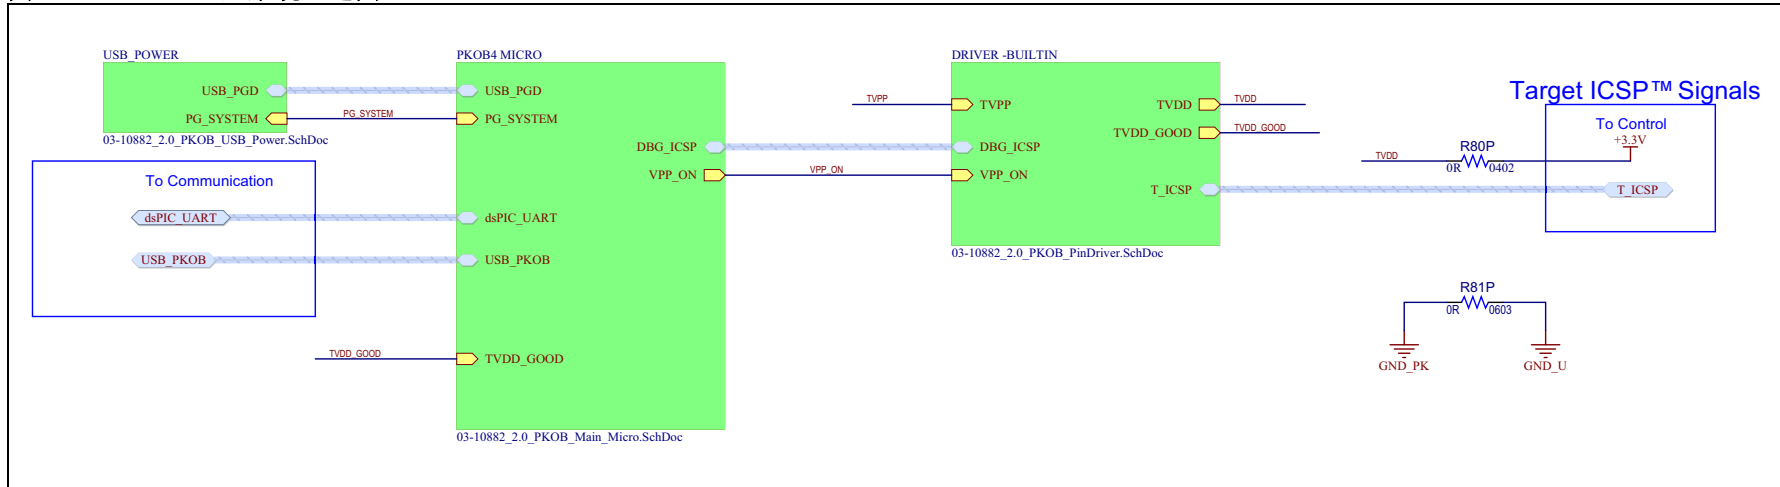 USB_POWER
USB_PGD
PG_SYSTEM
03-10882_2.0_PKOB_USB_Power.SchDoc
PG_SYSTEM
To Communication
dsPIC_UART
USB_PKOB
TVDD_GOOD
PKOB4 MICRO
USB_PGD
PG_SYSTEM
DBG_ICSP
VPP_ON
dsPIC_UART
USB_PKOB
TVDD_GOOD
03-10882_2.0_PKOB_Main_Micro.SchDoc
VPP_ON
DRIVER -BUILTIN
TVPP
TVPP
TVDD
TVDD
TVDD_GOOD
TVDD_GOOD
DBG_ICSP
VPP_ON
T_ICSP
03-10882_2.0_PKOB_PinDriver.SchDoc
Target ICSP™ Signals
To Control
+3.3V
R80P
TVDD
0R
0402
T_ICSP
R81P
0R
0603
GND_PK
GND_U